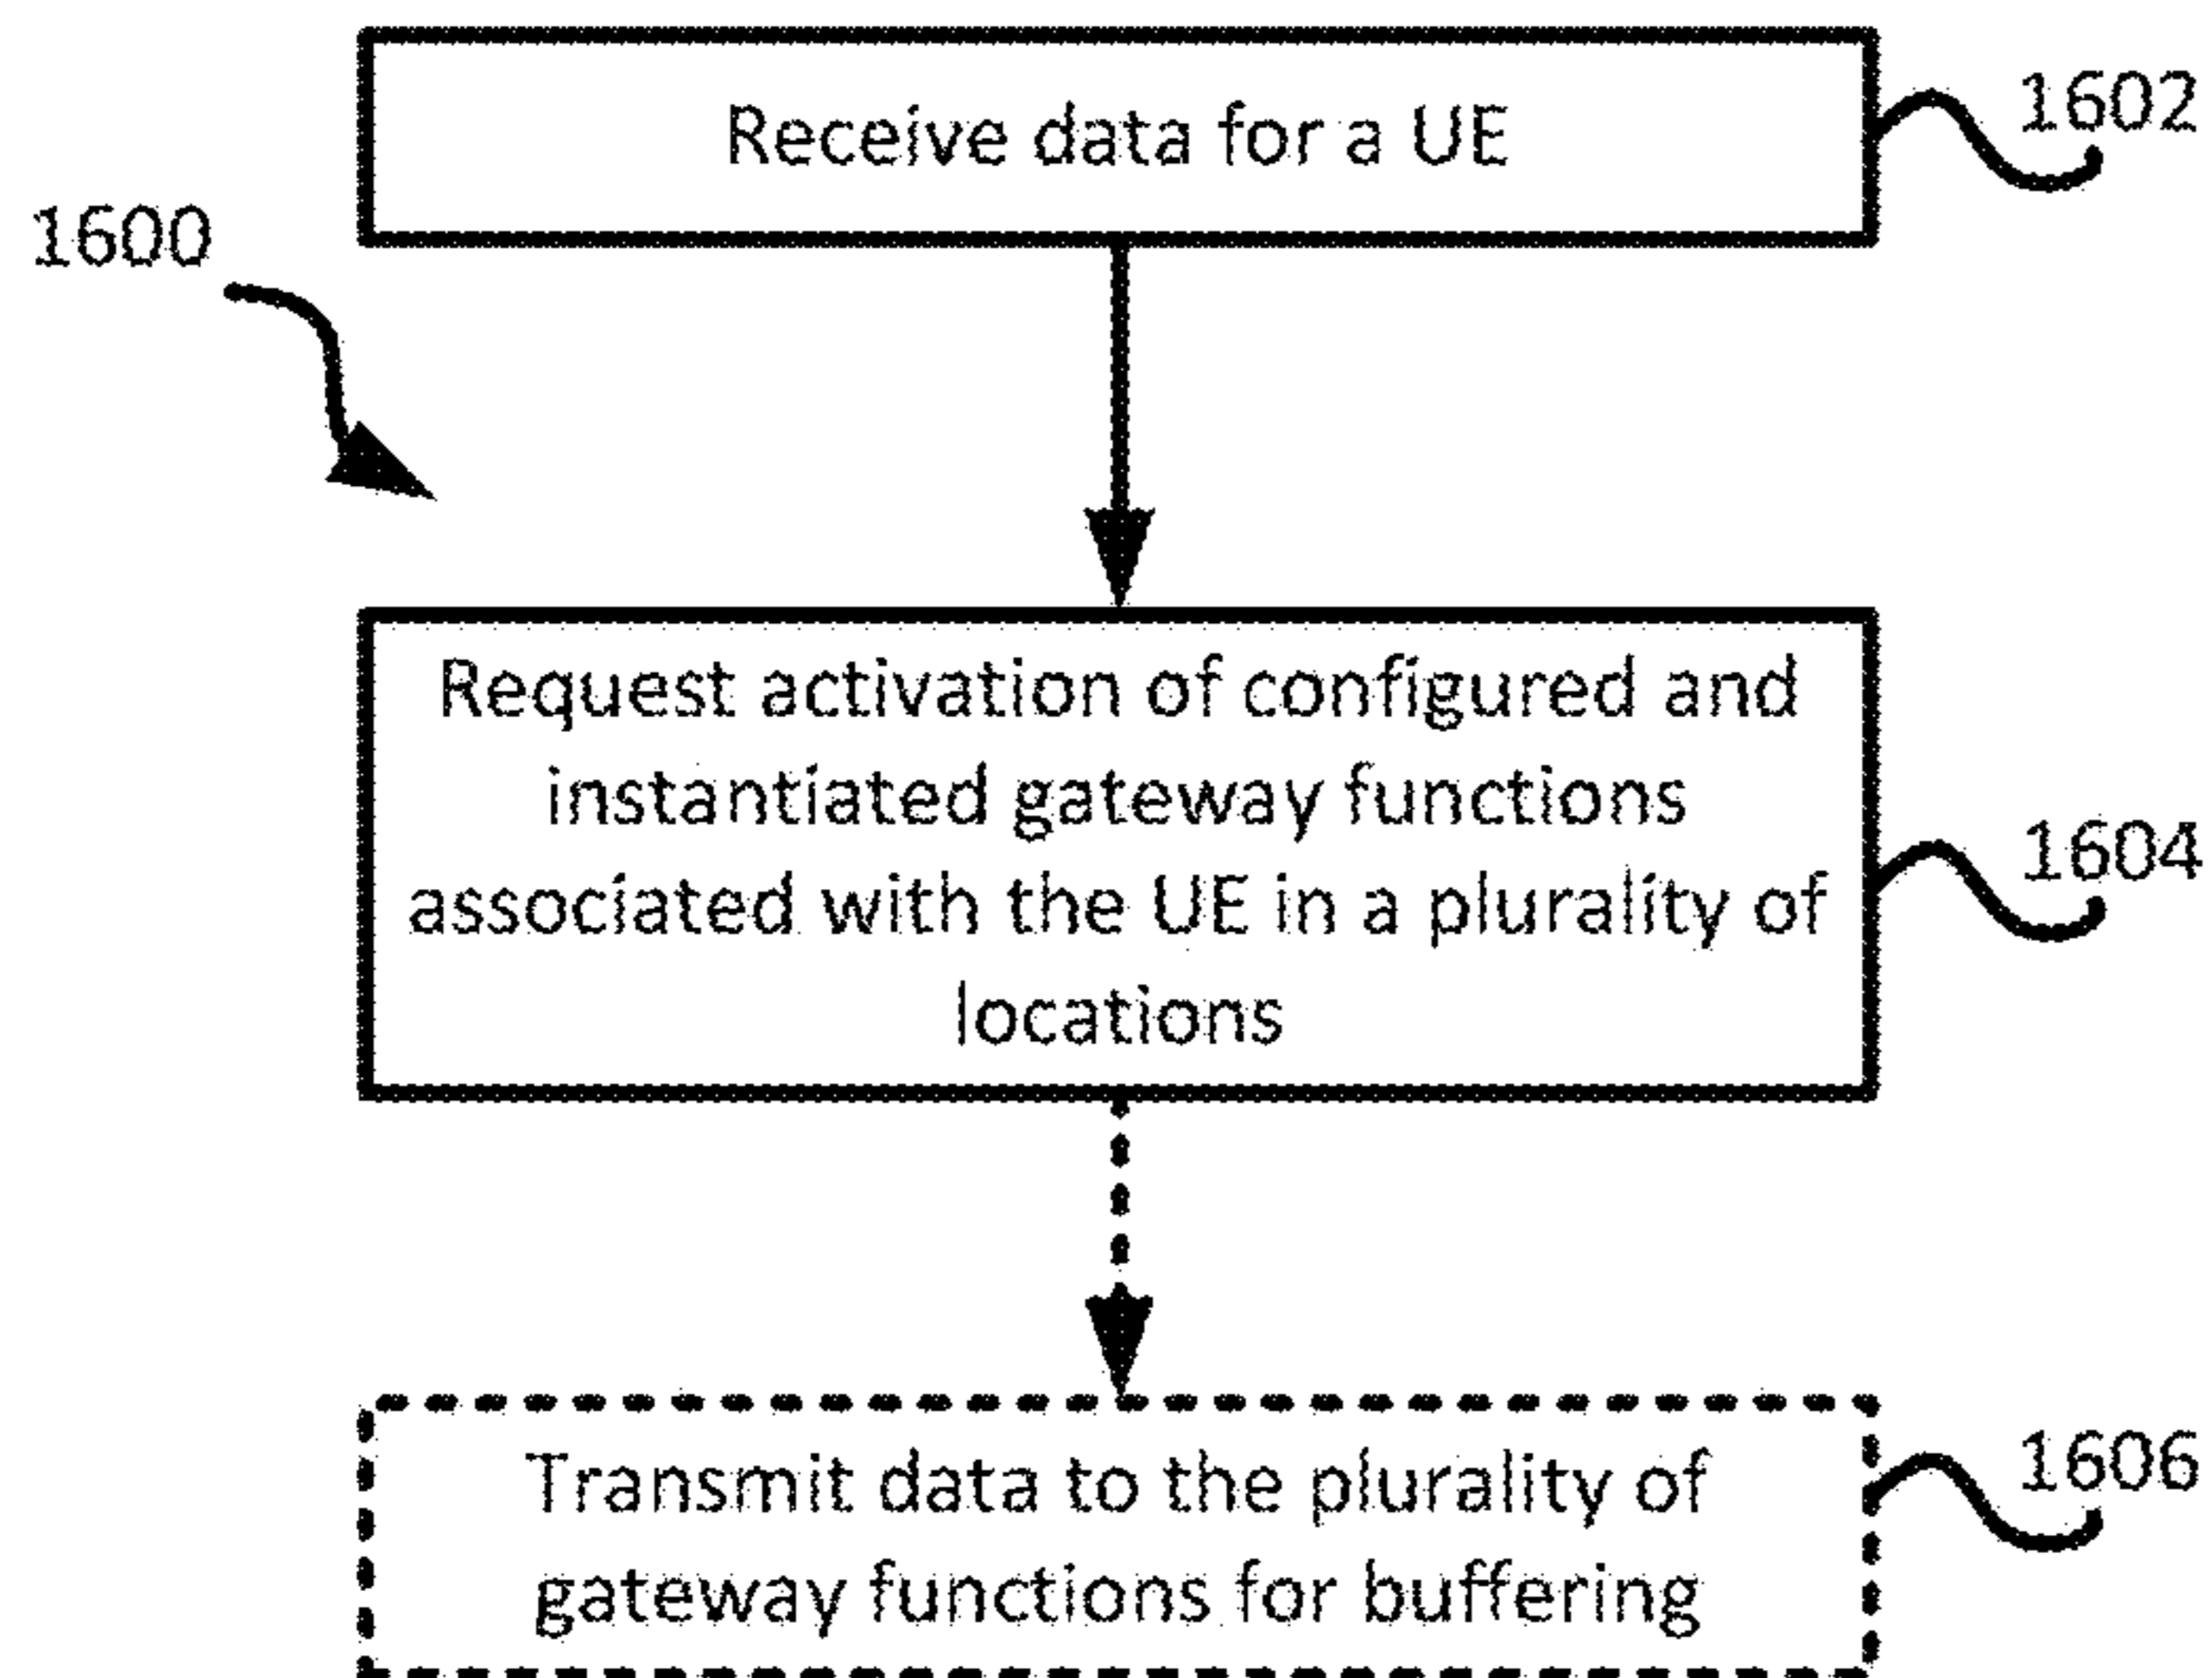 Receive data for a UE
1602
1600
Request activation of configured and
instantiated gateway functions
associated with the UE in a plurality of
locations
1604
Transmit data to the plurality of
gateway functions for buffering
1606